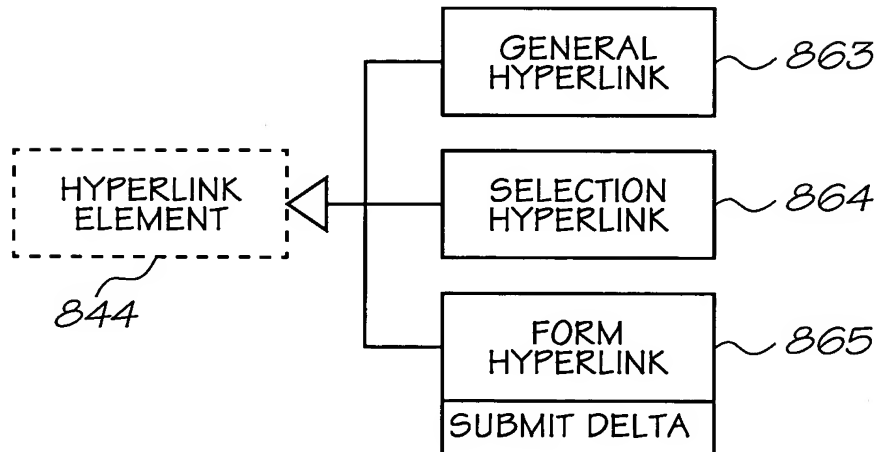 GENERAL
HYPERLINK
863
HYPERLINK
ELEMENT
844
SELECTION
HYPERLINK
864
FORM
HYPERLINK
865
SUBMIT DELTA